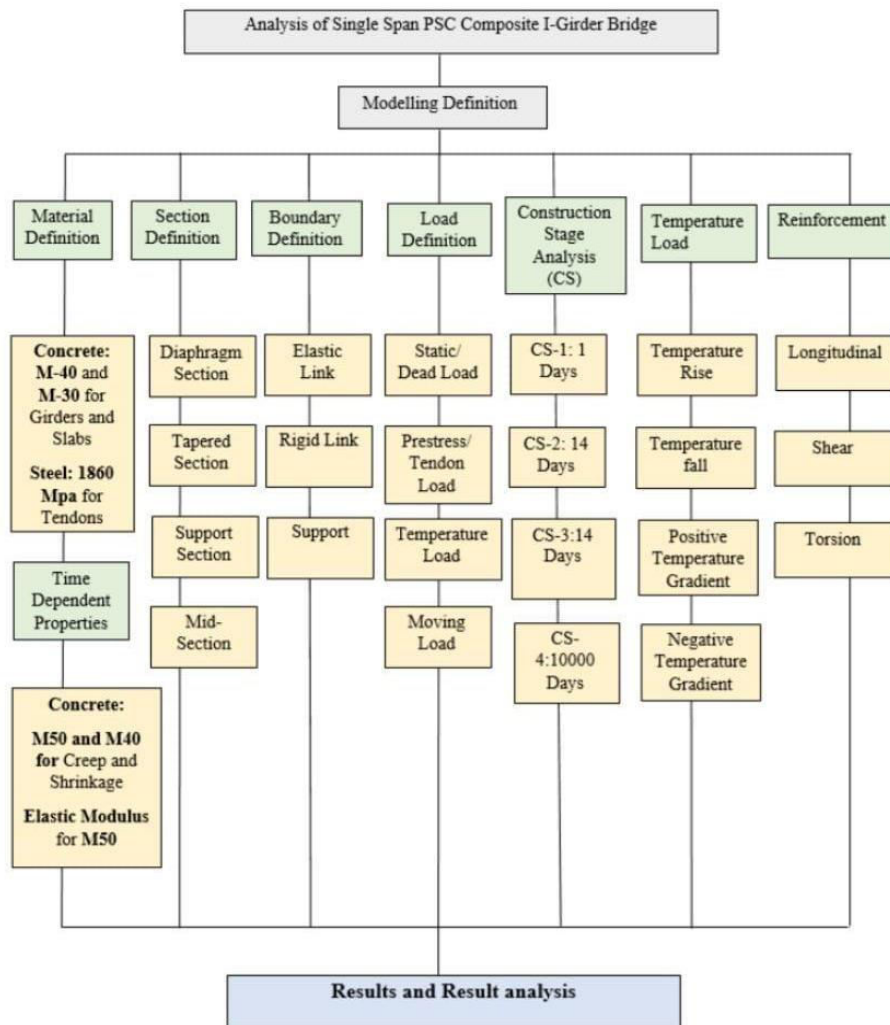 Analysis of Single Span PSC Composite I-Girder Bridge
Modelling Definition
Material
Definition
Section
Definition
Boundary
Definition
Load
Definition
Construction
Stage
Analysis
(CS)
Temperature
Load
Reinforcement
Concrete:
M-40 and
M-30 for
Girders and
Slabs
Steel: 1860
Mpa for
Tendons
Time
Dependent
Properties
Concrete:
M50 and M40
for Creep and
Shrinkage
Elastic Modulus
for M50
Diaphragm
Section
Tapered
Section
Support
Section
Mid-
Section
Elastic
Link
Rigid Link
Support
Static/
Dead Load
Prestress/
Tendon
Load
Temperature
Load
Moving
Load
CS-1: 1
Days
CS-2: 14
Days
CS-3:14
Days
CS-
4:10000
Days
Temperature
Rise
Temperature
fall
Positive
Temperature
Gradient
Negative
Temperature
Gradient
Longitudinal
Shear
Torsion
Results and Result analysis